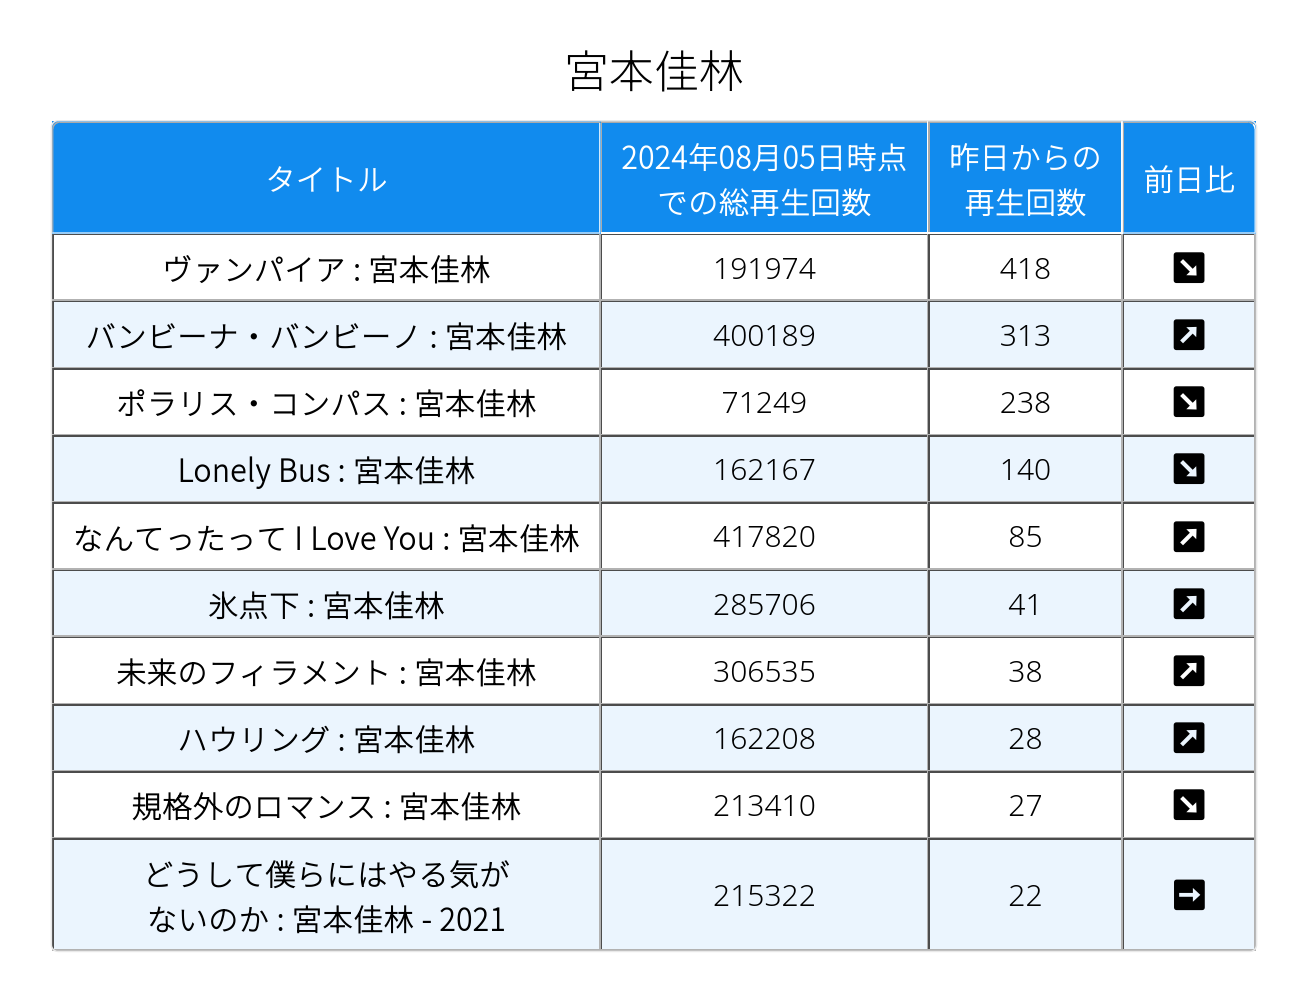 宮本佳林
タイトル
2024年08月05日時点
での総再生回数
昨日からの
再生回数
前日比
ヴァンパイア : 宮本佳林 191974 418 ↘
バンビーナ・バンビーノ : 宮本佳林 400189 313 ↗
ポラリス・コンパス : 宮本佳林 71249 238 ↘
Lonely Bus : 宮本佳林 162167 140 ↘
なんてったって I Love You : 宮本佳林 417820 85 ↗
氷点下 : 宮本佳林 285706 41 ↗
未来のフィラメント : 宮本佳林 306535 38 ↗
ハウリング : 宮本佳林 162208 28 ↗
規格外のロマンス : 宮本佳林 213410 27 ↘
どうして僕らにはやる気が
ないのか : 宮本佳林 - 2021 215322 22 →